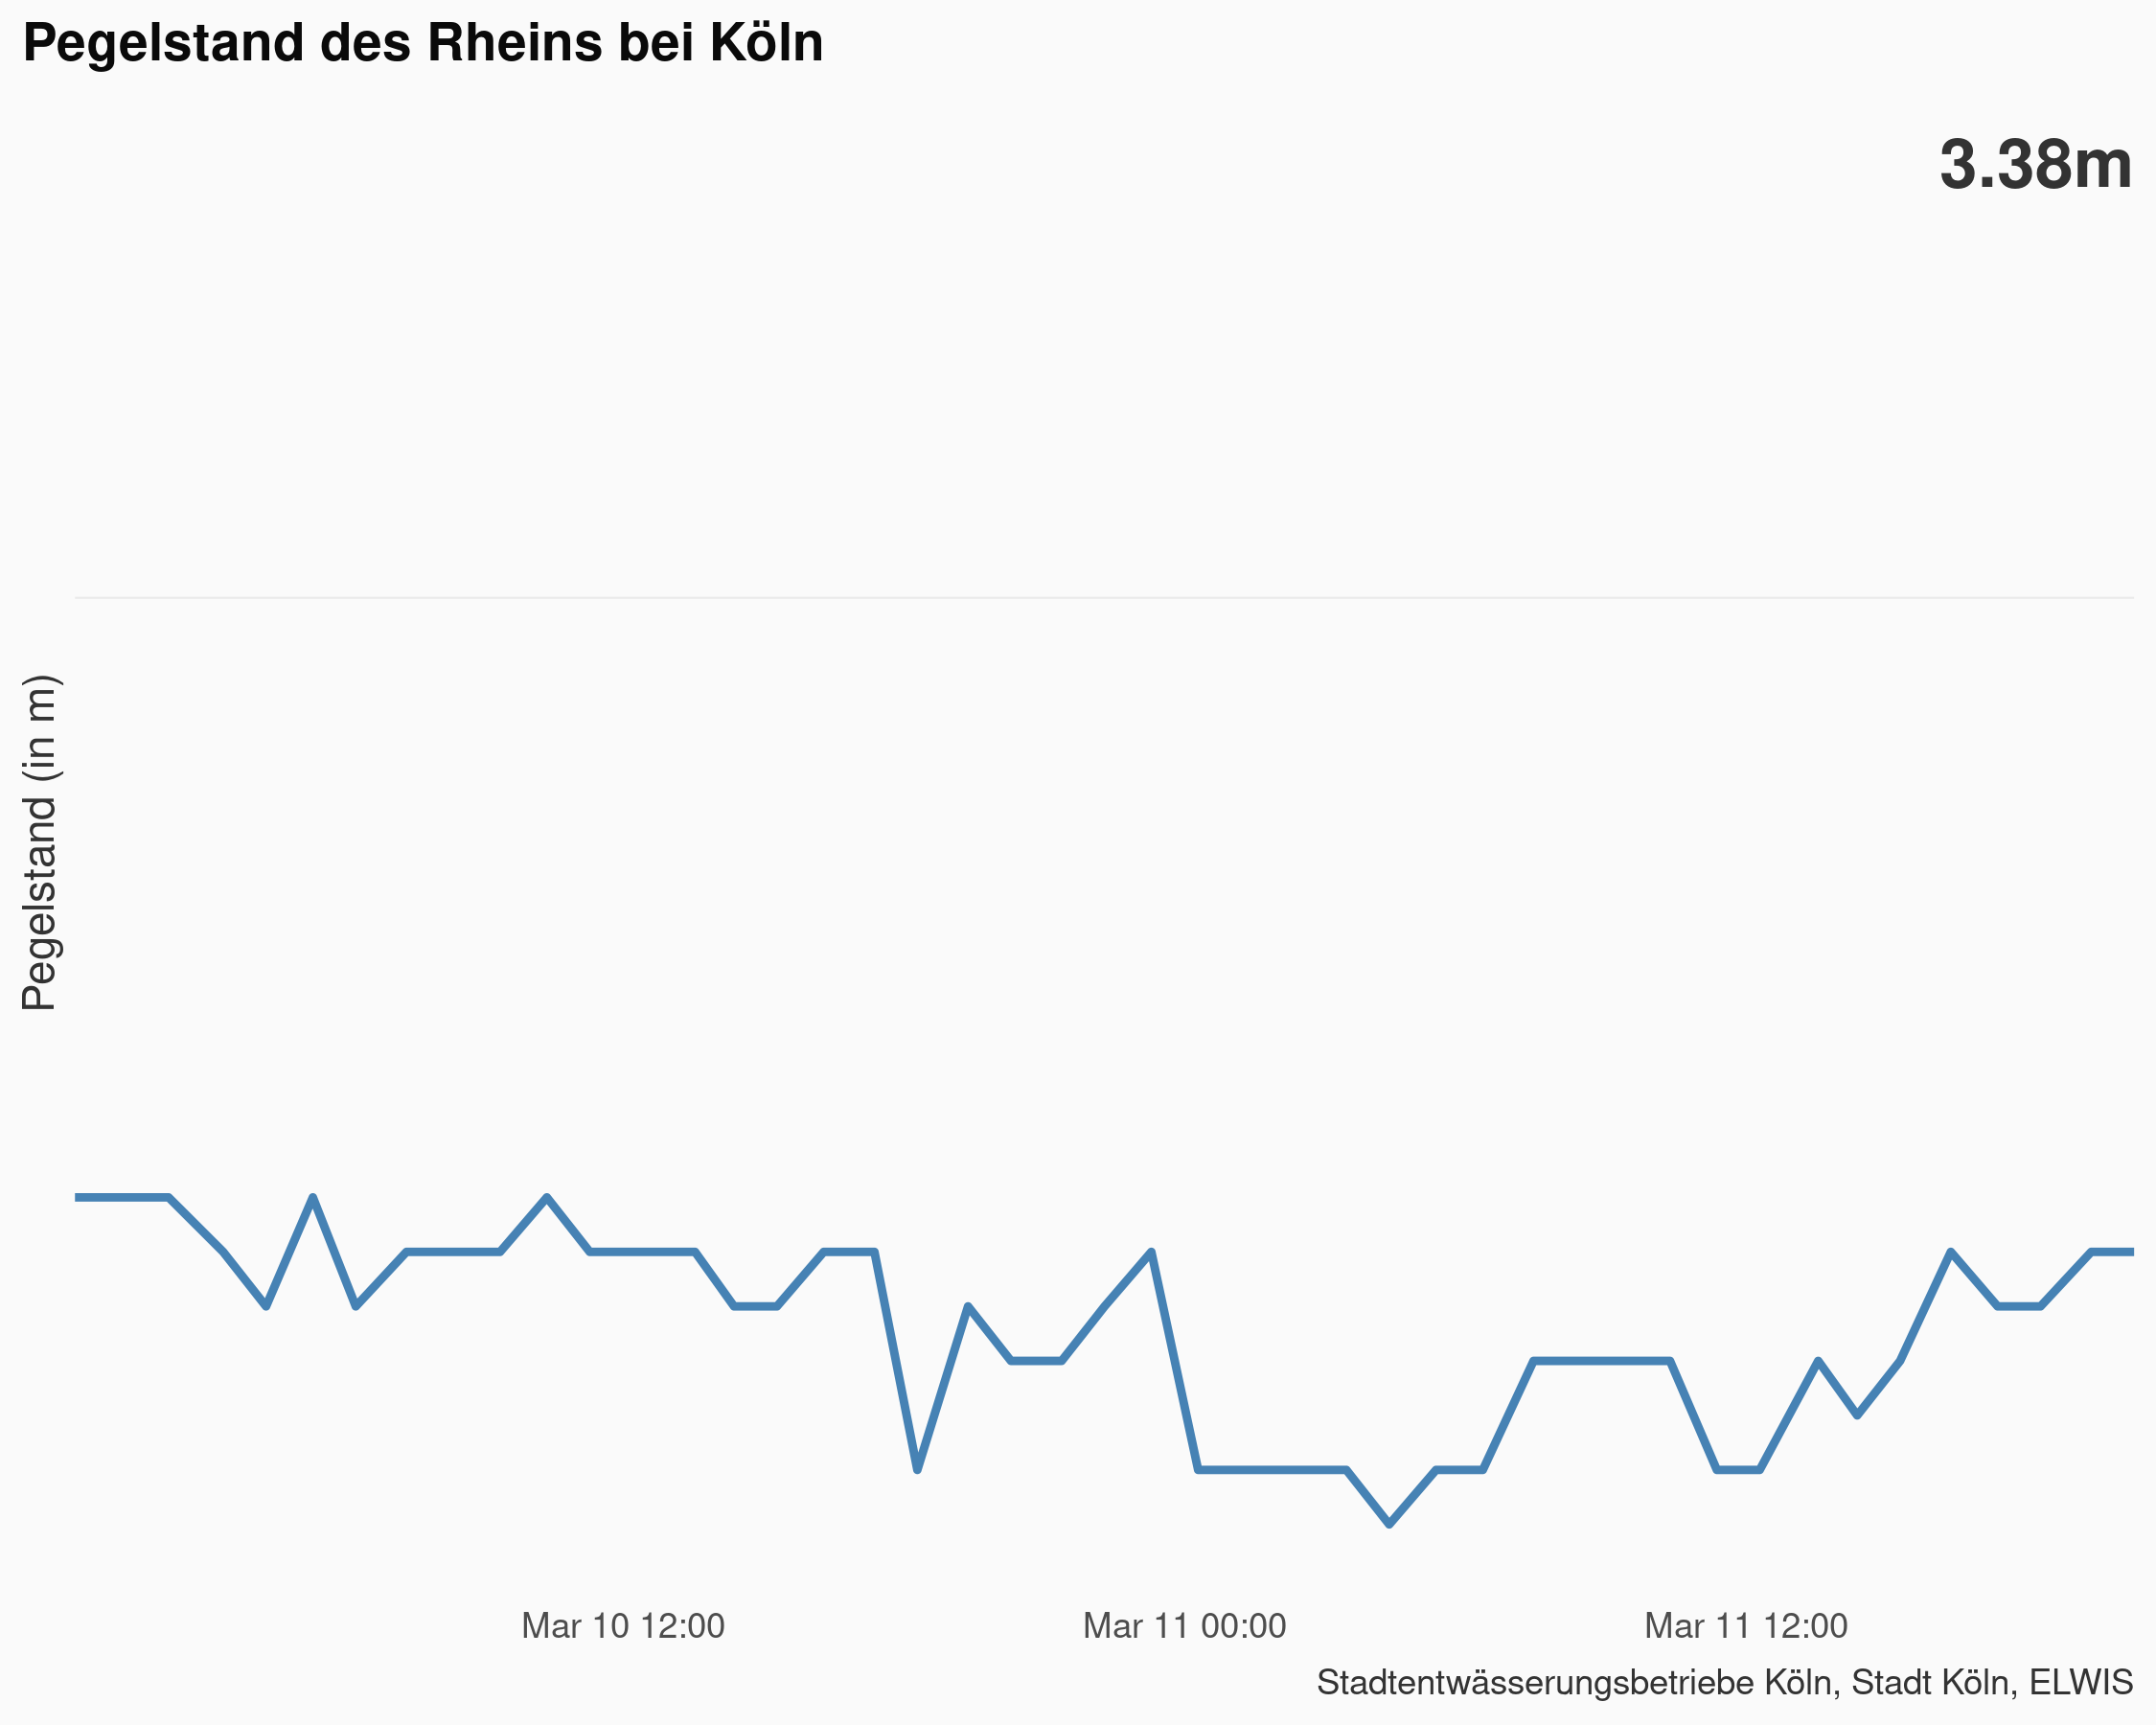 Pegelstand des Rheins bei Köln
3.38m
Pegelstand (in m)
Mar 10 12:00
Mar 11 00:00
Mar 11 12:00
Stadtentwässerungsbetriebe Köln, Stadt Köln, ELWIS